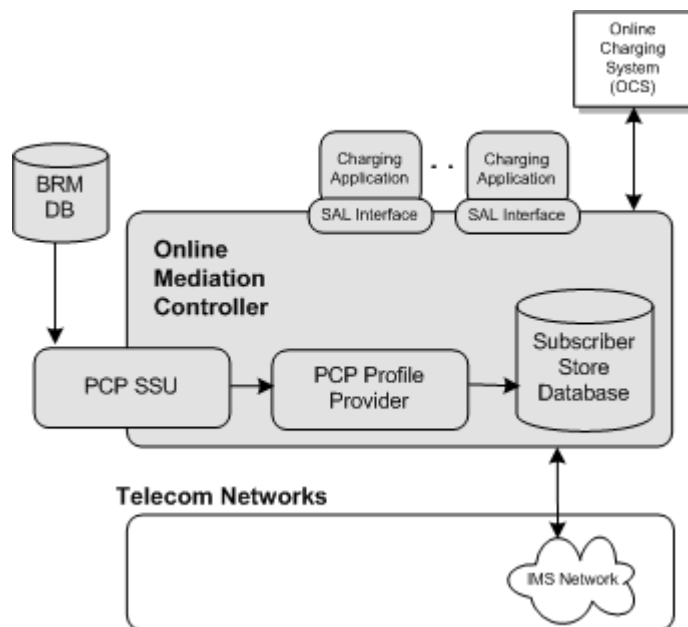 Online
Charging
System
(OCS)
Charging
Application
. .
Charging
Application
SAL Interface
SAL Interface
BRM
DB
Online
Mediation
Controller
PCP SSU
PCP Profile
Provider
Subscriber
Store
Database
Telecom Networks
IMS Network